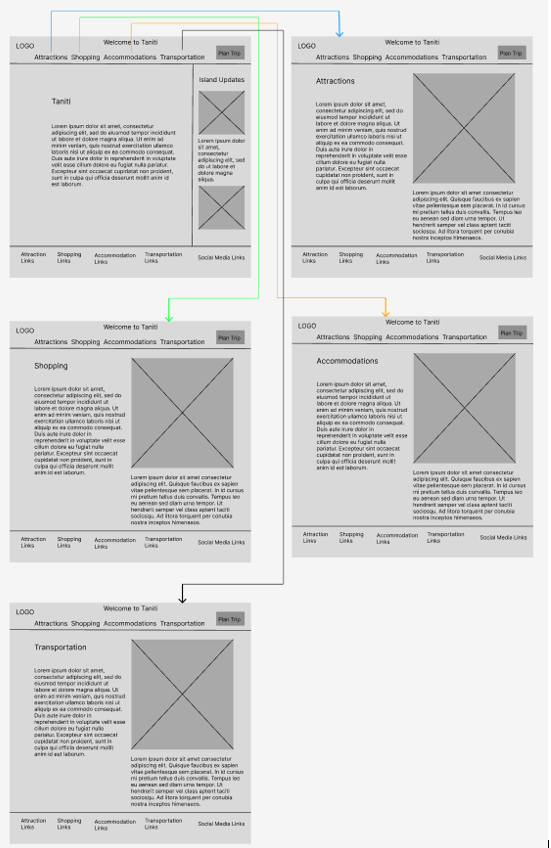 Welcome to Taniti
LOGO
Plan Trip
Attractions Shopping Accommodations Transportation
Taniti
Lorem ipsum dolor sit amet, consectetur
adipiscing elit, sed do eiusmod tempor incididunt
ut labore et dolore magna aliqua. Ut enim ad
minim veniam, quis nostrud exercitation ullamco
laboris nisi ut aliquip ex ea commodo consequat.
Duis aute irure dolor in reprehenderit in voluptate
velit esse cillum dolore eu fugiat nulla pariatur.
Excepteur sint occaecat cupidatat non proident,
sunt in culpa qui officia deserunt mollit anim id
est laborum.
Island Updates
Lorem ipsum dolor sit
amet, consectetur
adipiscing elit, sed do
ut labore et dolore
magna aliqua.
Attraction Links
Shopping Links
Accommodation Links
Transportation Links
Social Media Links
Welcome to Taniti
LOGO
Plan Trip
Attractions Shopping Accommodations Transportation
Attractions
Lorem ipsum dolor sit amet,
consectetur adipiscing elit, sed do
eiusmod tempor incididunt ut
labore et dolore magna aliqua. Ut
enim ad minim veniam, quis nostrud
exercitation ullamco laboris nisi ut
aliquip ex ea commodo consequat.
Duis aute irure dolor in
reprehenderit in voluptate velit esse
cillum dolore eu fugiat nulla
pariatur. Excepteur sint occaecat
cupidatat non proident, sunt in
culpa qui officia deserunt mollit
anim id est laborum.
Lorem ipsum dolor sit amet consectetur
adipiscing elit. Quisque faucibus ex sapien
vitae pellentesque sem placerat. In id cursus
mi pretium tellus duis convallis. Tempus leo
eu aenean sed diam urna tempor. Ut
hendrerit semper vel class aptent taciti
sociosqu. Ad litora torquent per conubia
nostra inceptos himenaeos.
Attraction Links
Shopping Links
Accommodation Links
Transportation Links
Social Media Links
Welcome to Taniti
LOGO
Plan Trip
Attractions Shopping Accommodations Transportation
Shopping
Lorem ipsum dolor sit amet,
consectetur adipiscing elit, sed do
eiusmod tempor incididunt ut
labore et dolore magna aliqua. Ut
enim ad minim veniam, quis nostrud
exercitation ullamco laboris nisi ut
aliquip ex ea commodo consequat.
Duis aute irure dolor in
reprehenderit in voluptate velit esse
cillum dolore eu fugiat nulla
pariatur. Excepteur sint occaecat
cupidatat non proident, sunt in
culpa qui officia deserunt mollit
anim id est laborum.
Lorem ipsum dolor sit amet consectetur
adipiscing elit. Quisque faucibus ex sapien
vitae pellentesque sem placerat. In id cursus
mi pretium tellus duis convallis. Tempus leo
eu aenean sed diam urna tempor. Ut
hendrerit semper vel class aptent taciti
sociosqu. Ad litora torquent per conubia
nostra inceptos himenaeos.
Attraction Links
Shopping Links
Accommodation Links
Transportation Links
Social Media Links
Welcome to Taniti
LOGO
Plan Trip
Attractions Shopping Accommodations Transportation
Accommodations
Lorem ipsum dolor sit amet,
consectetur adipiscing elit, sed do
eiusmod tempor incididunt ut
labore et dolore magna aliqua. Ut
enim ad minim veniam, quis nostrud
exercitation ullamco laboris nisi ut
aliquip ex ea commodo consequat.
Duis aute irure dolor in
reprehenderit in voluptate velit esse
cillum dolore eu fugiat nulla
pariatur. Excepteur sint occaecat
cupidatat non proident, sunt in
culpa qui officia deserunt mollit
anim id est laborum.
Lorem ipsum dolor sit amet consectetur
adipiscing elit. Quisque faucibus ex sapien
vitae pellentesque sem placerat. In id cursus
mi pretium tellus duis convallis. Tempus leo
eu aenean sed diam urna tempor. Ut
hendrerit semper vel class aptent taciti
sociosqu. Ad litora torquent per conubia
nostra inceptos himenaeos.
Attraction Links
Shopping Links
Accommodation Links
Transportation Links
Social Media Links
Welcome to Taniti
LOGO
Plan Trip
Attractions Shopping Accommodations Transportation
Transportation
Lorem ipsum dolor sit amet,
consectetur adipiscing elit, sed do
eiusmod tempor incididunt ut
labore et dolore magna aliqua. Ut
enim ad minim veniam, quis nostrud
exercitation ullamco laboris nisi ut
aliquip ex ea commodo consequat.
Duis aute irure dolor in
reprehenderit in voluptate velit esse
cillum dolore eu fugiat nulla
pariatur. Excepteur sint occaecat
cupidatat non proident, sunt in
culpa qui officia deserunt mollit
anim id est laborum.
Lorem ipsum dolor sit amet consectetur
adipiscing elit. Quisque faucibus ex sapien
vitae pellentesque sem placerat. In id cursus
mi pretium tellus duis convallis. Tempus leo
eu aenean sed diam urna tempor. Ut
hendrerit semper vel class aptent taciti
sociosqu. Ad litora torquent per conubia
nostra inceptos himenaeos.
Attraction Links
Shopping Links
Accommodation Links
Transportation Links
Social Media Links